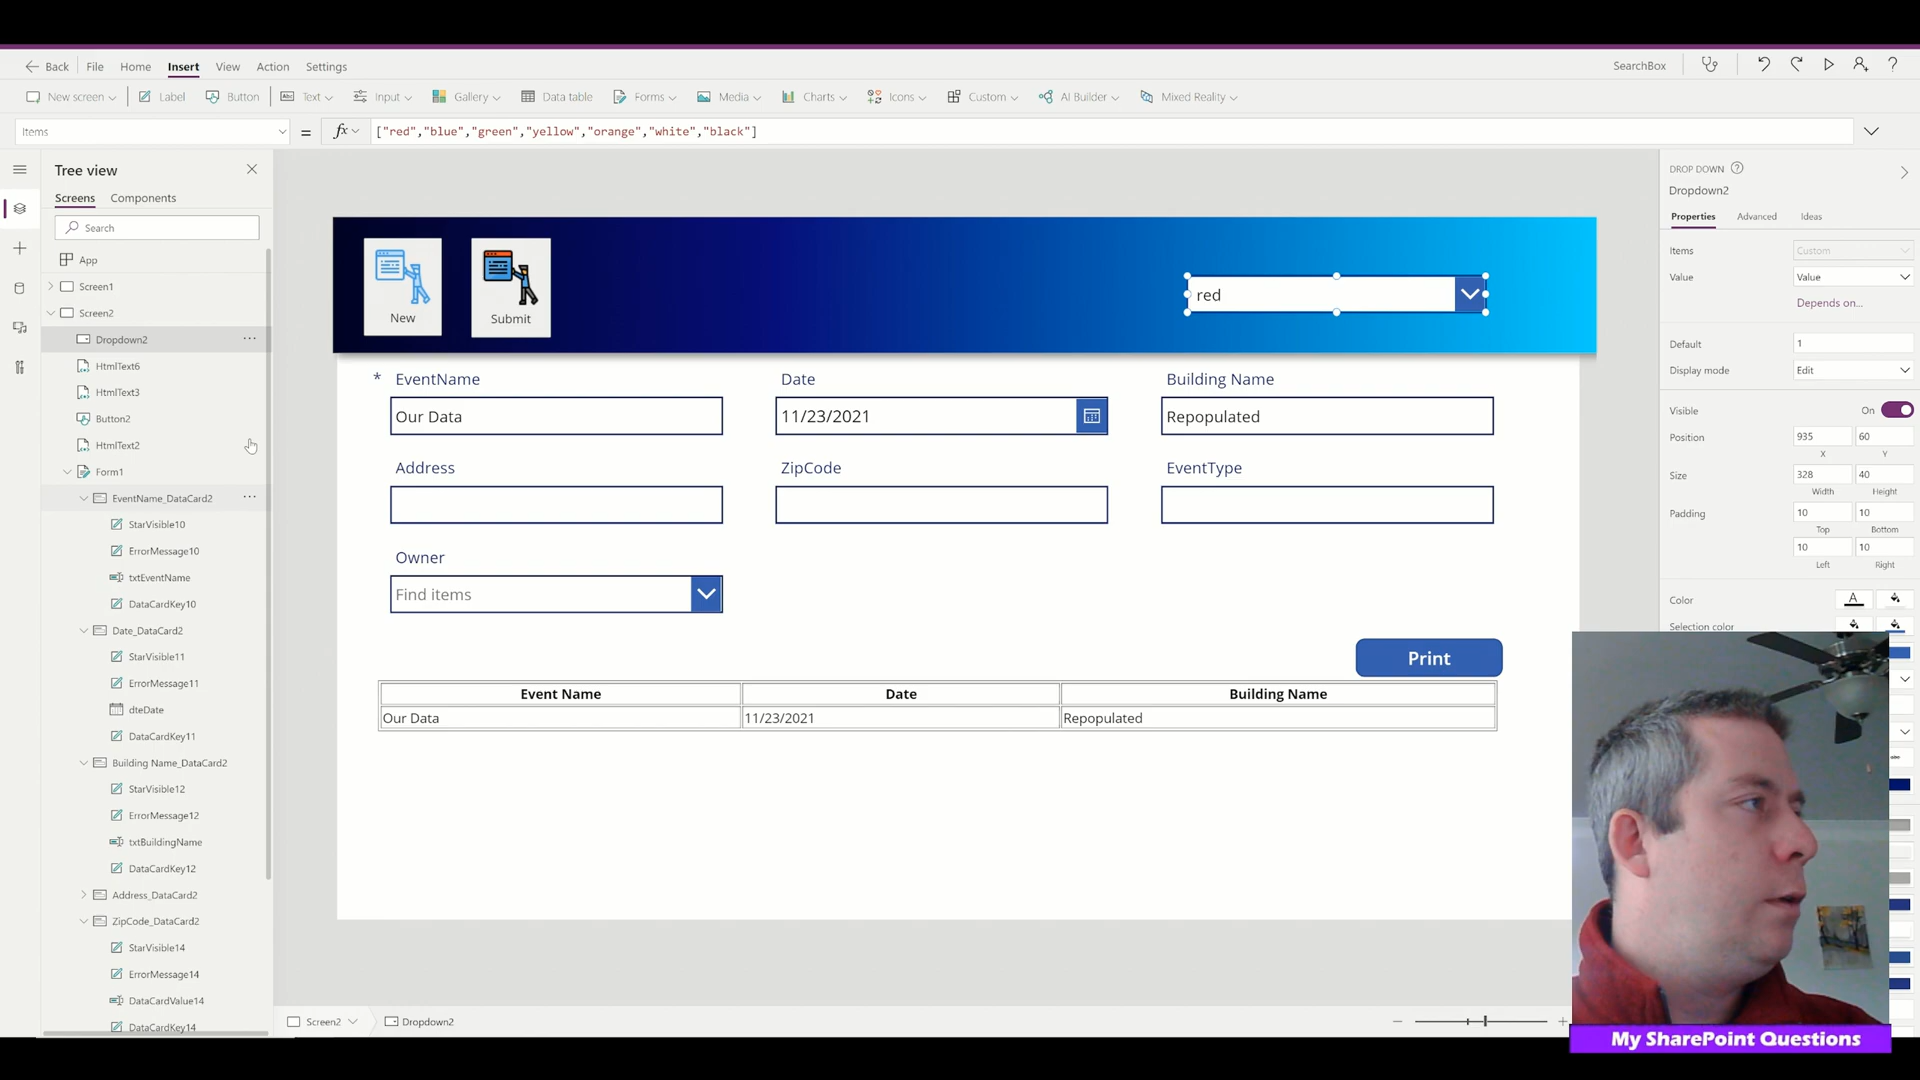 Back File Home Insert View Action Settings SearchBox ?
New screen Label Button Text Input Gallery Data table Forms Media Charts Icons Custom AI Builder Mixed Reality
Items = fx ["red","blue","green","yellow","orange","white","black"]
Tree view
Screens Components
Search
App
Screen1
Screen2
Dropdown2 ...
HtmlText6
HtmlText3
Button2
HtmlText2
Form1
EventName_DataCard2 ...
StarVisible10
ErrorMessage10
txtEventName
DataCardKey10
Date_DataCard2
StarVisible11
ErrorMessage11
dteDate
DataCardKey11
Building Name_DataCard2
StarVisible12
ErrorMessage12
txtBuildingName
DataCardKey12
Address_DataCard2
ZipCode_DataCard2
StarVisible14
ErrorMessage14
DataCardValue14
DataCardKey14
New Submit red
* EventName Date Building Name
Our Data 11/23/2021 Repopulated
Address ZipCode EventType
Owner
Find items
Print
Event Name Date Building Name
Our Data 11/23/2021 Repopulated
Screen2 Dropdown2
DROP DOWN ?
Dropdown2
Properties Advanced Ideas
Items Custom
Value Value
Depends on...
Default 1
Display mode Edit
Visible On
Position 935 60
X Y
Size 328 40
Width Height
Padding 10 10
Top Bottom
10 10
Left Right
Color A
Selection color
My SharePoint Questions